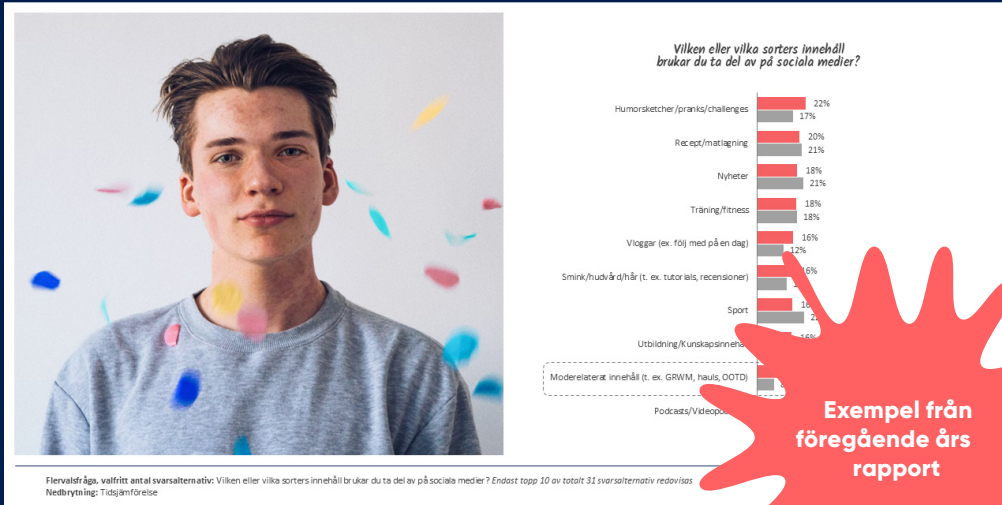 Vilken eller vilka sorters innehåll
brukar du ta del av på sociala medier?
Humorsketcher/pranks/challenges
22%
17%
Recept/matlagning
20%
21%
Nyheter
18%
21%
Träning/fitness
18%
18%
Vloggar (ex. följ med på en dag)
16%
12%
Smink/hudvård/hår (t. ex. tutorials, recensioner)
Sport
Moderelaterat innehåll (t. ex. GRWM, hauls, OOTD)
Exempel från
föregående års
rapport
Flervalsfråga, valfritt antal svarsalternativ: Vilken eller vilka sorters innehåll brukar du ta del av på sociala medier? Endast topp 10 av totalt 31 svarsalternativ redovisas
Nedbrytning: Tidsjämförelse